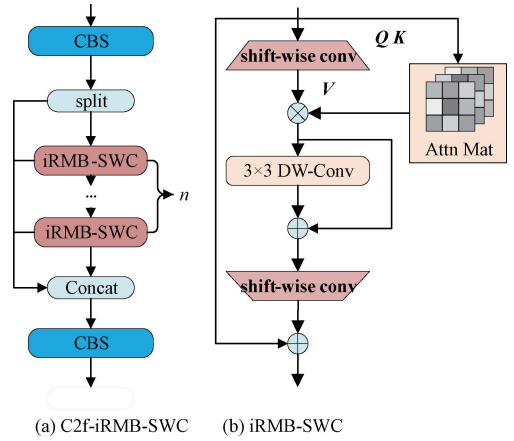 CBS
split
iRMB-SWC
...
iRMB-SWC
n
Concat
CBS
(a) C2f-iRMB-SWC
Q K
shift-wise conv
V
Attn Mat
3×3 DW-Conv
shift-wise conv
(b) iRMB-SWC